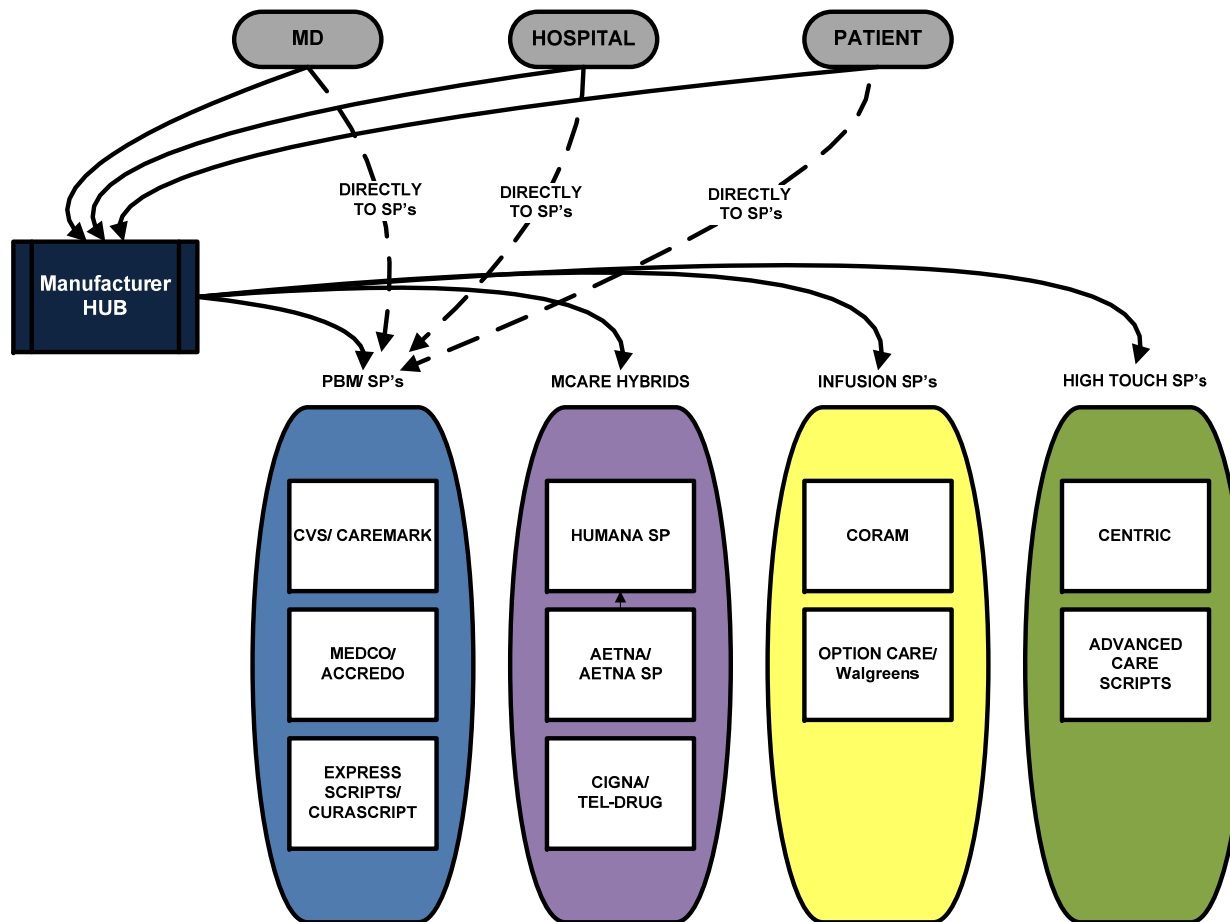 MD
HOSPITAL
PATIENT
DIRECTLY
TO SP's
DIRECTLY
TO SP's
DIRECTLY
TO SP's
Manufacturer
HUB
PBM/ SP's
MCARE HYBRIDS
INFUSION SP's
HIGH TOUCH SP's
CVS/ CAREMARK
HUMANA SP
CORAM
CENTRIC
MEDCO/
ACCREDO
AETNA/
AETNA SP
OPTION CARE/
Walgreens
ADVANCED
CARE
SCRIPTS
EXPRESS
SCRIPTS/
CURASCRIPT
CIGNA/
TEL-DRUG